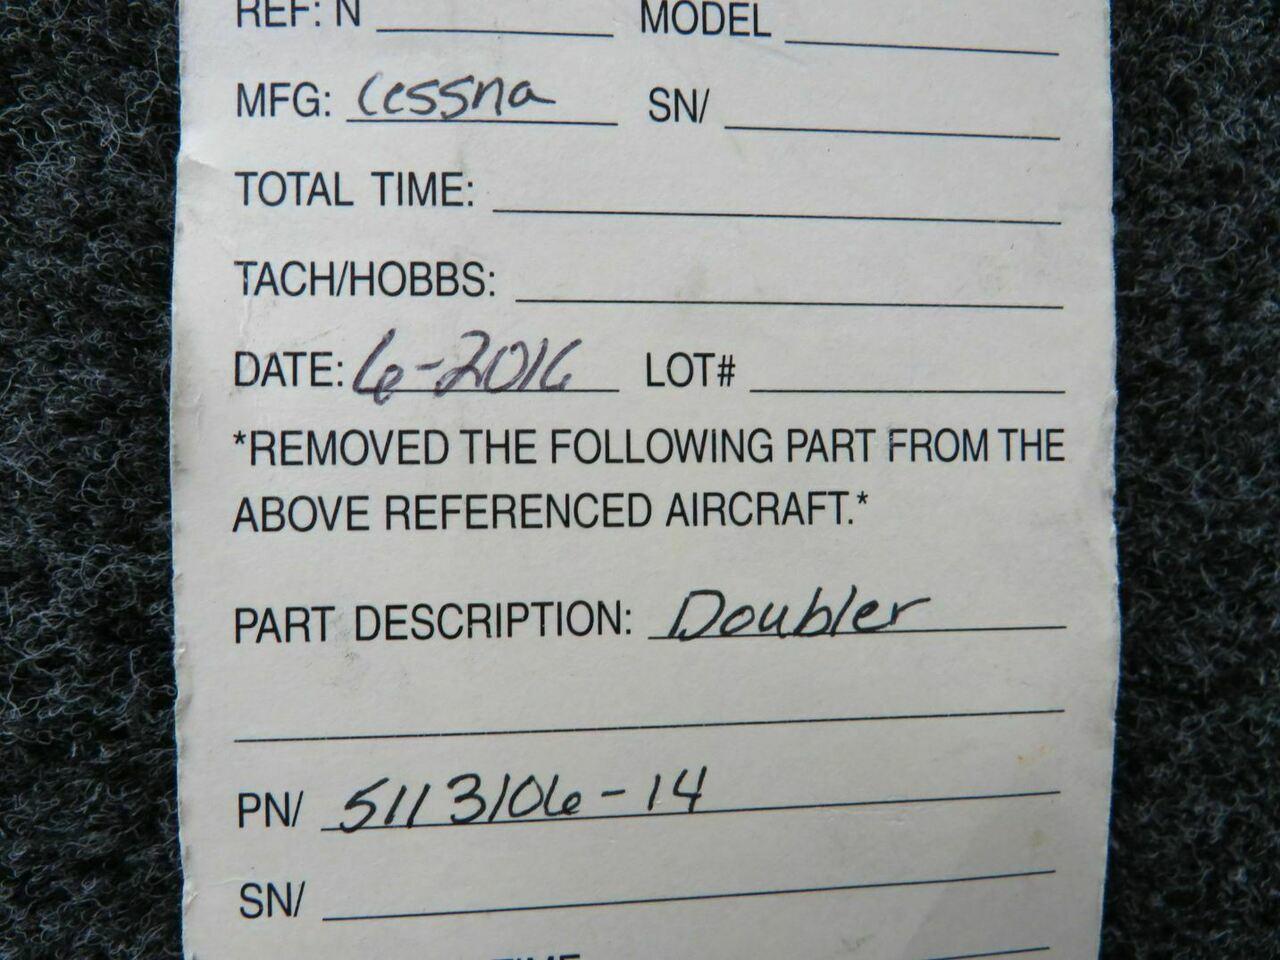 REF: N MODEL
MFG: Cessna SN/
TOTAL TIME:
TACH/HOBBS:
DATE: 6-2016 LOT#
*REMOVED THE FOLLOWING PART FROM THE
ABOVE REFERENCED AIRCRAFT.*
PART DESCRIPTION: Doubler
PN/ 5113106-14
SN/
TIME